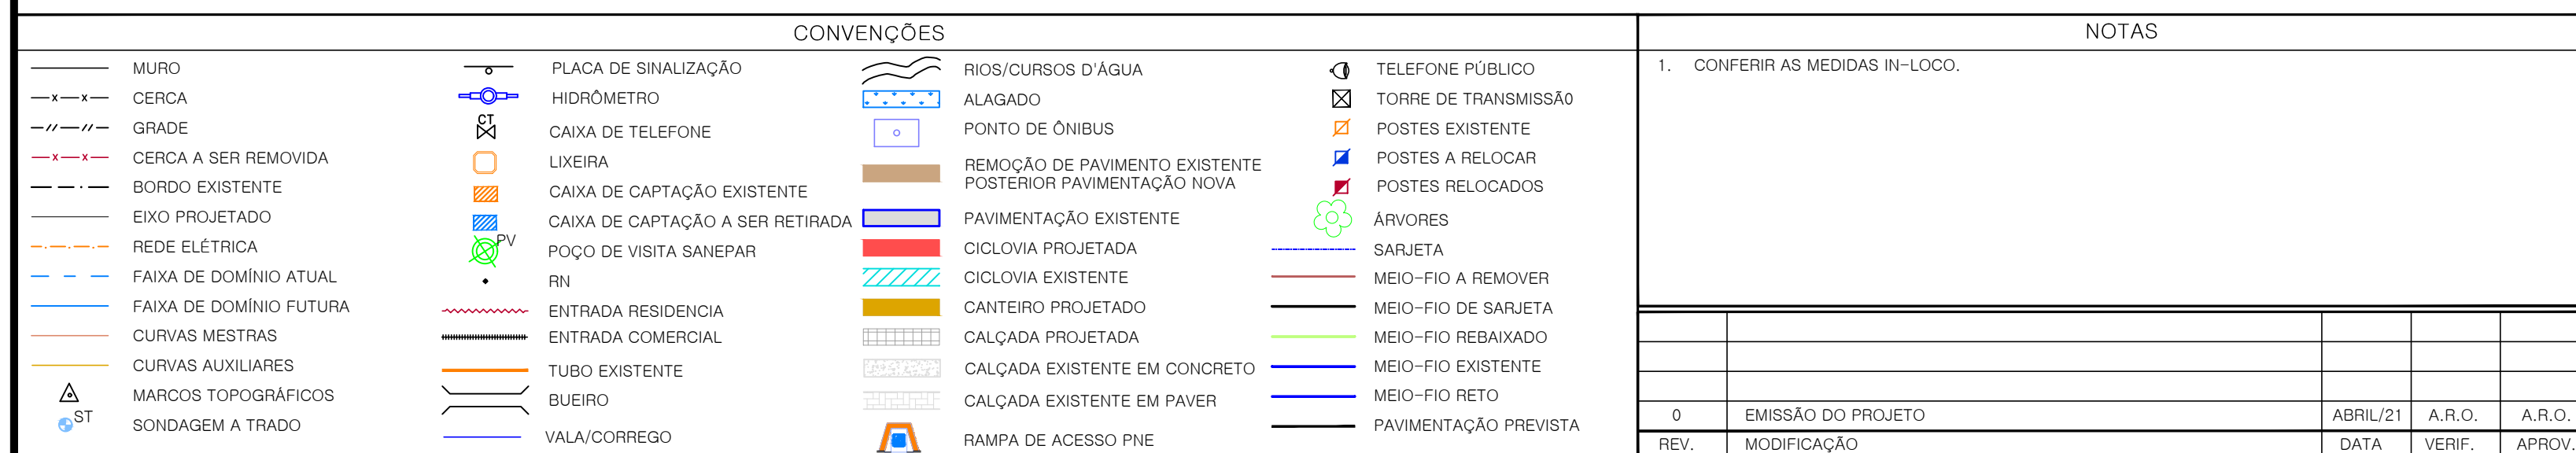 CONVENÇÕES
MURO
CERCA
GRADE
CERCA A SER REMOVIDA
BORDO EXISTENTE
EIXO PROJETADO
REDE ELÉTRICA
FAIXA DE DOMÍNIO ATUAL
FAIXA DE DOMÍNIO FUTURA
CURVAS MESTRAS
CURVAS AUXILIARES
MARCOS TOPOGRÁFICOS
ST
SONDAGEM A TRADO
PLACA DE SINALIZAÇÃO
HIDRÔMETRO
CT
CAIXA DE TELEFONE
LIXEIRA
CAIXA DE CAPTAÇÃO EXISTENTE
CAIXA DE CAPTAÇÃO A SER RETIRADA
PV
POÇO DE VISITA SANEPAR
RN
ENTRADA RESIDENCIA
ENTRADA COMERCIAL
TUBO EXISTENTE
BUEIRO
VALA/CORREGO
RIOS/CURSOS D'ÁGUA
ALAGADO
PONTO DE ÔNIBUS
REMOÇÃO DE PAVIMENTO EXISTENTE
POSTERIOR PAVIMENTAÇÃO NOVA
PAVIMENTAÇÃO EXISTENTE
CICLOVIA PROJETADA
CICLOVIA EXISTENTE
CANTEIRO PROJETADO
CALÇADA PROJETADA
CALÇADA EXISTENTE EM CONCRETO
CALÇADA EXISTENTE EM PAVER
RAMPA DE ACESSO PNE
TELEFONE PÚBLICO
TORRE DE TRANSMISSÃ0
POSTES EXISTENTE
POSTES A RELOCAR
POSTES RELOCADOS
ÁRVORES
SARJETA
MEIO-FIO A REMOVER
MEIO-FIO DE SARJETA
MEIO-FIO REBAIXADO
MEIO-FIO EXISTENTE
MEIO-FIO RETO
PAVIMENTAÇÃO PREVISTA
NOTAS
1. CONFERIR AS MEDIDAS IN-LOCO.
0 EMISSÃO DO PROJETO ABRIL/21 A.R.O. A.R.O.
REV. MODIFICAÇÃO DATA VERIF. APROV.